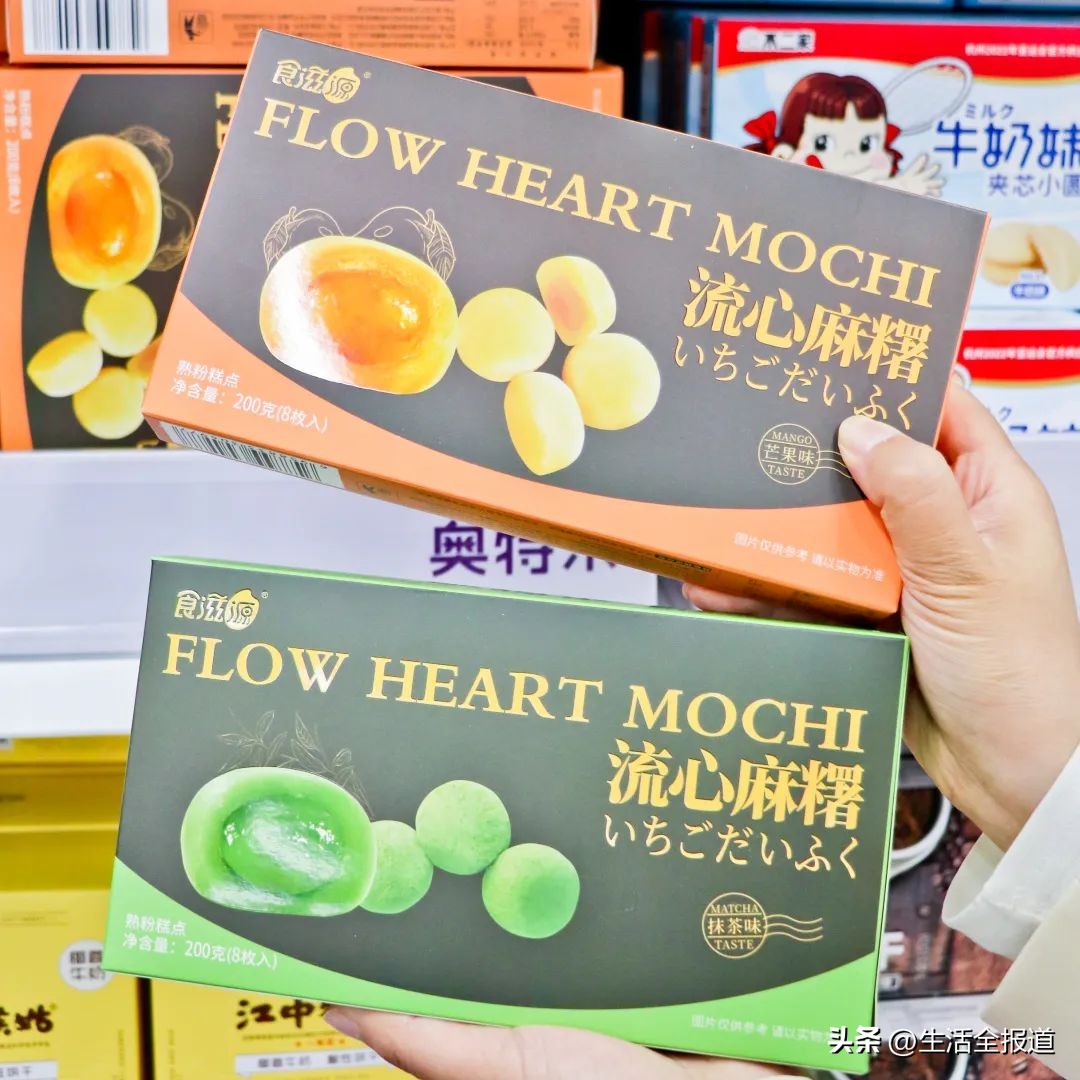 食滋源®
FLOW HEART MOCHI
流心麻糬
いちごだいふく
熟粉糕点
净含量：200克(8枚入)
MANGO
芒果味
TASTE
图片仅供参考 请以实物为准
食滋源®
FLOW HEART MOCHI
流心麻糬
いちごだいふく
熟粉糕点
净含量：200克(8枚入)
MATCHA
抹茶味
TASTE
图片仅供参考 请以实物
ミルク
牛奶妹
夹芯小圆
奥特
江中
头条 @生活全报道